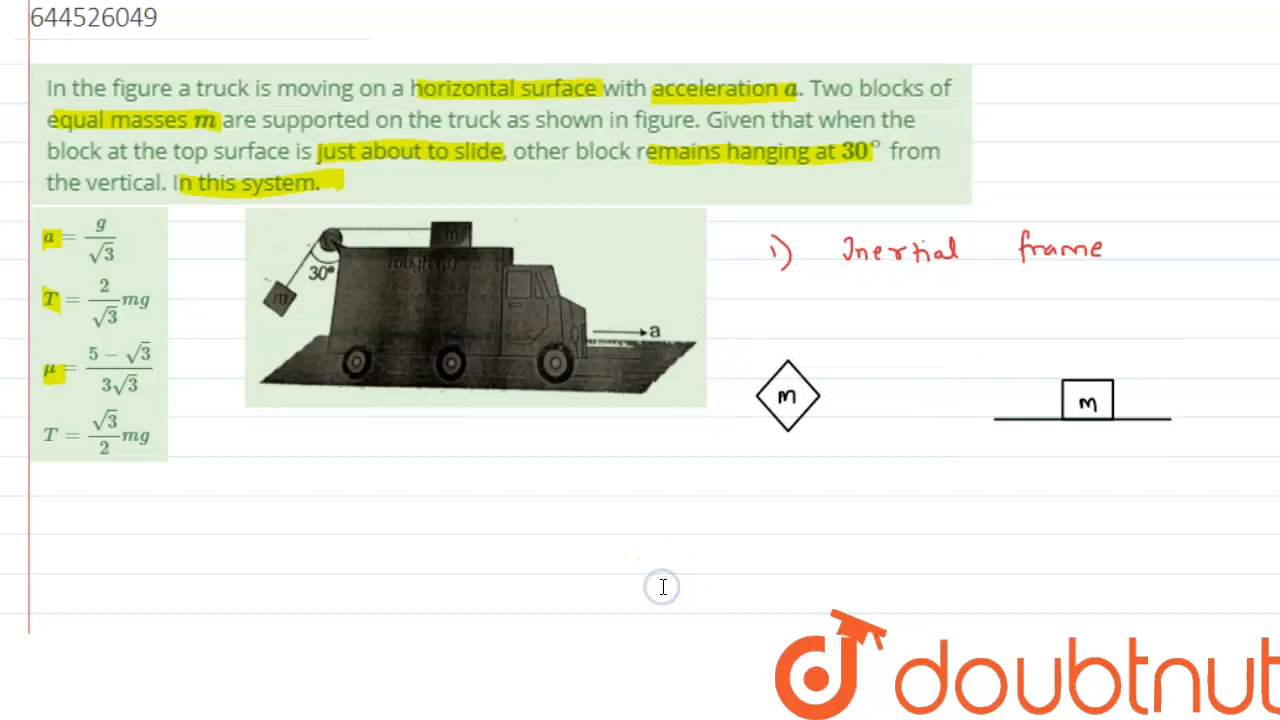 644526049
In the figure a truck is moving on a horizontal surface with acceleration a. Two blocks of
equal masses m are supported on the truck as shown in figure. Given that when the
block at the top surface is just about to slide, other block remains hanging at 30° from
the vertical. In this system.
a = g/√3
T = 2/√3 mg
μ = 5 − √3/3√3
T = √3/2 mg
m
rough(μ)
30°
m
a
1) Inertial frame
m
m
doubtnut